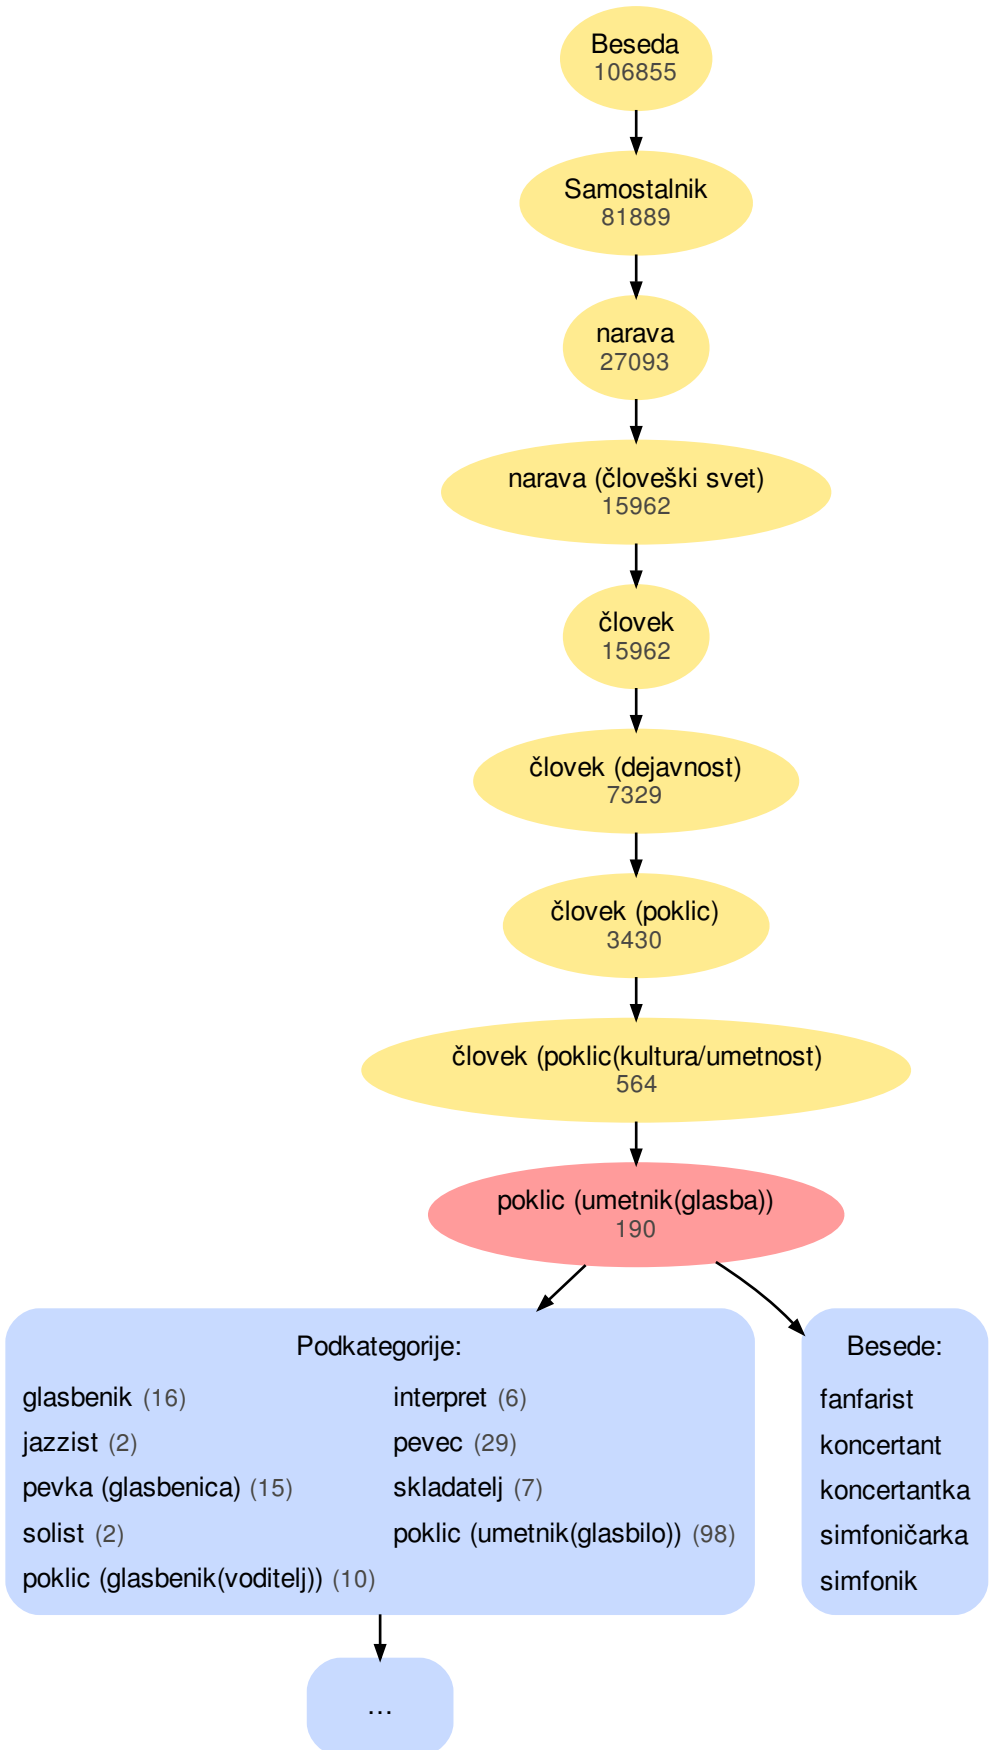 Beseda
106855
Samostalnik
81889
narava
27093
narava (človeški svet)
15962
človek
15962
človek (dejavnost)
7329
človek (poklic)
3430
človek (poklic(kultura/umetnost)
564
poklic (umetnik(glasba))
190
Podkategorije:
glasbenik (16)
interpret (6)
jazzist (2)
pevec (29)
pevka (glasbenica) (15)
skladatelj (7)
solist (2)
poklic (umetnik(glasbilo)) (98)
poklic (glasbenik(voditelj)) (10)
Besede:
fanfarist
koncertant
koncertantka
simfoničarka
simfonik
...